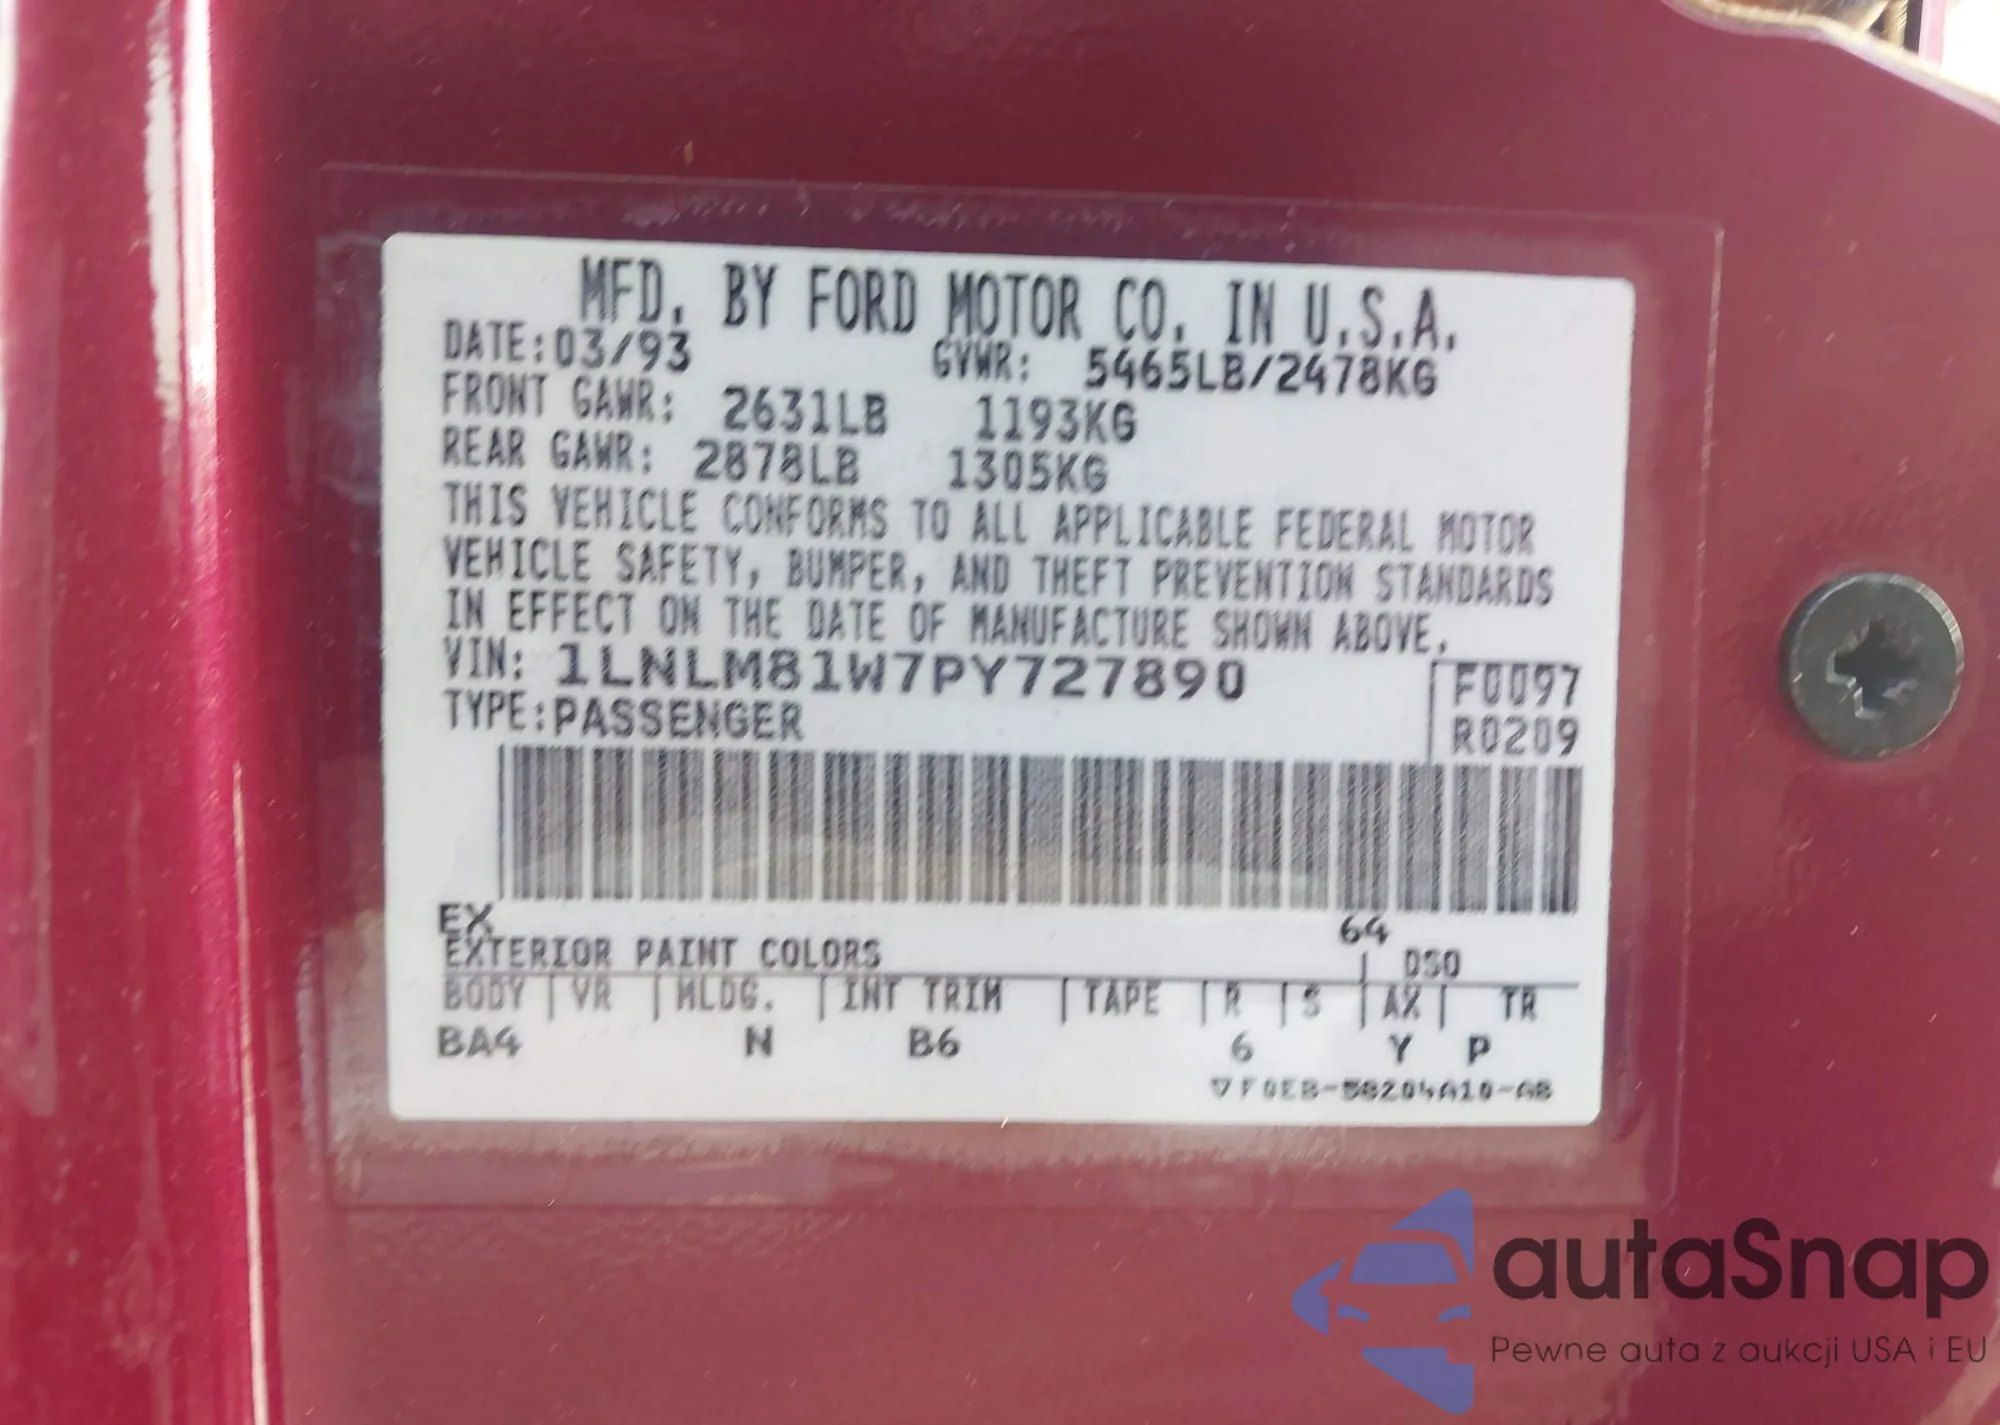 MFD. BY FORD MOTOR CO. IN U.S.A.
DATE: 03/93 GVWR: 5465LB/2478KG
FRONT GAWR: 2631LB 1193KG
REAR GAWR: 2878LB 1305KG
THIS VEHICLE CONFORMS TO ALL APPLICABLE FEDERAL MOTOR
VEHICLE SAFETY, BUMPER, AND THEFT PREVENTION STANDARDS
IN EFFECT ON THE DATE OF MANUFACTURE SHOWN ABOVE.
VIN: 1LNLM81W7PY727890 F0097
TYPE: PASSENGER R0209
EX 64
EXTERIOR PAINT COLORS DSO
BODY VR MLDG. INT TRIM TAPE R S AX TR
BA4 N B6 6 Y P
▽F0EB-58204A10-AB
autaSnap
Pewne auta z aukcji USA i EU